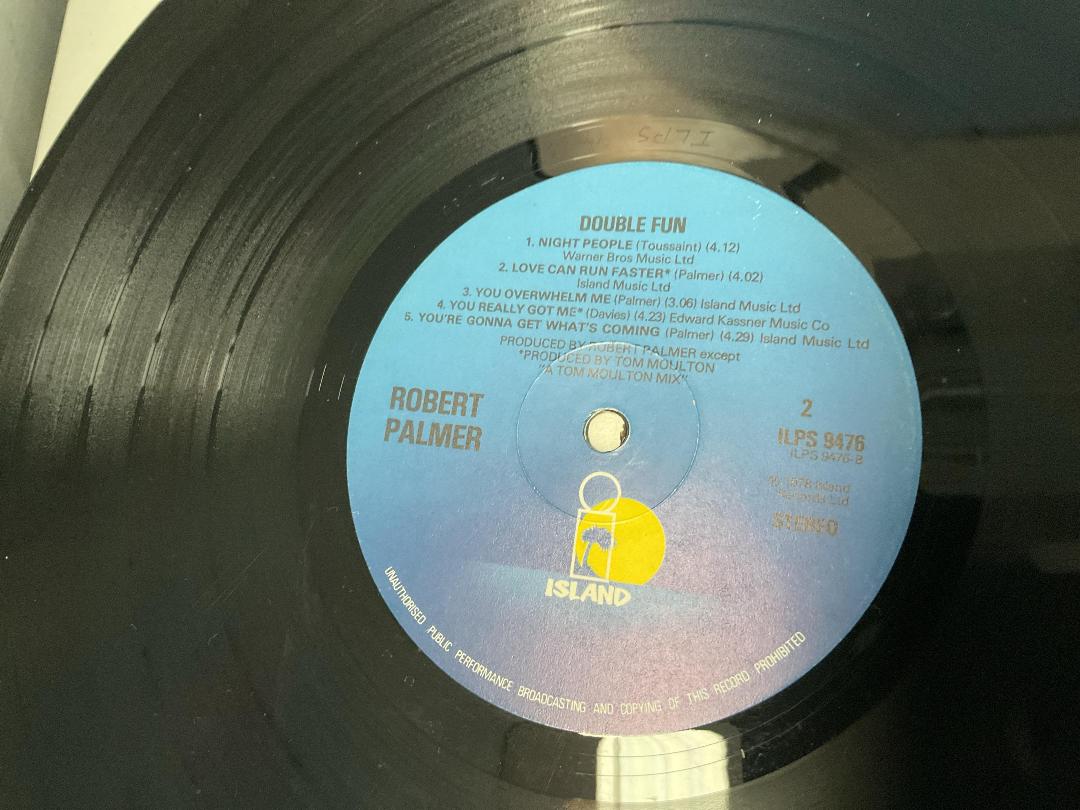 ILPS
DOUBLE FUN
1. NIGHT PEOPLE (Toussaint) (4.12)
Warner Bros Music Ltd
2. LOVE CAN RUN FASTER* (Palmer) (4.02)
Island Music Ltd
3. YOU OVERWHELM ME (Palmer) (3.06) Island Music Ltd
4. YOU REALLY GOT ME* (Davies) (4.23) Edward Kassner Music Co
5. YOU'RE GONNA GET WHAT'S COMING (Palmer) (4.29) Island Music Ltd
PRODUCED BY ROBERT PALMER except
*PRODUCED BY TOM MOULTON
"A TOM MOULTON MIX"
ROBERT
PALMER
2
ILPS 9476
ILPS 9476-B
℗ 1978 Island
Records Ltd
STEREO
ISLAND
UNAUTHORISED PUBLIC PERFORMANCE BROADCASTING AND COPYING OF THIS RECORD PROHIBITED